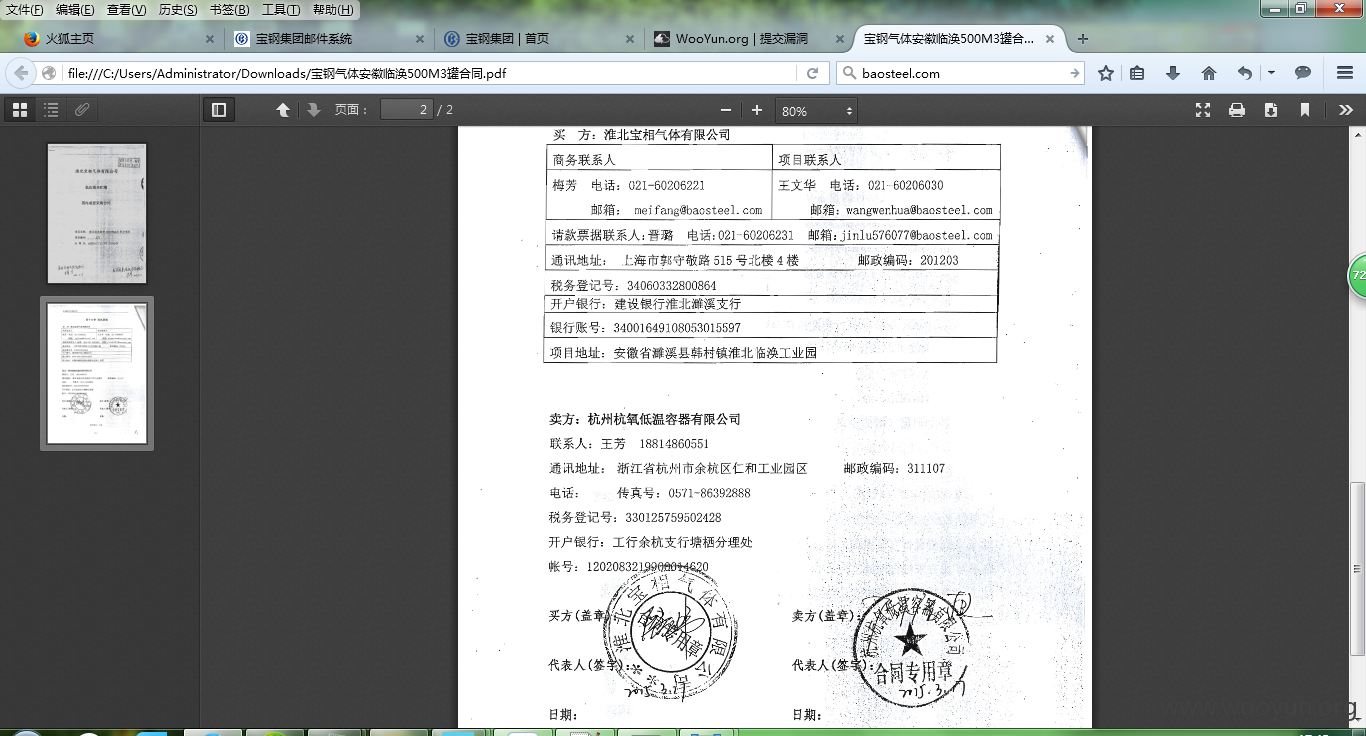 文件(F) 编辑(E) 查看(V) 历史(S) 书签(B) 工具(T) 帮助(H)
火狐主页 宝钢集团邮件系统 宝钢集团 | 首页 WooYun.org | 提交漏洞 宝钢气体安徽临涣500M3罐合...
file:///C:/Users/Administrator/Downloads/宝钢气体安徽临涣500M3罐合同.pdf baosteel.com
页面： 2 / 2 80%
买 方：淮北宝相气体有限公司
商务联系人 项目联系人
梅芳 电话：021-60206221 王文华 电话：021-60206030
邮箱： meifang@baosteel.com 邮箱：wangwenhua@baosteel.com
请款票据联系人：晋璐 电话：021-60206231 邮箱：jinlu576077@baosteel.com
通讯地址： 上海市郭守敬路 515 号北楼 4 楼 邮政编码：201203
税务登记号：34060332800864
开户银行：建设银行淮北濉溪支行
银行账号：34001649108053015597
项目地址：安徽省濉溪县韩村镇淮北临涣工业园
卖方：杭州杭氧低温容器有限公司
联系人：王芳 18814860551
通讯地址： 浙江省杭州市余杭区仁和工业园区 邮政编码：311107
电话： 传真号：0571-86392888
税务登记号：330125759502428
开户银行：工行余杭支行塘栖分理处
帐号：1202083219900014620
买方(盖章)： 卖方(盖章)：
淮北宝相气体有限公司
合同专用章
杭州杭氧低温容器有限公司
合同专用章
代表人(签字)： 代表人(签字)：
2015.3.27 2015.3.17
日期： 日期：
72
www.wooyun.org